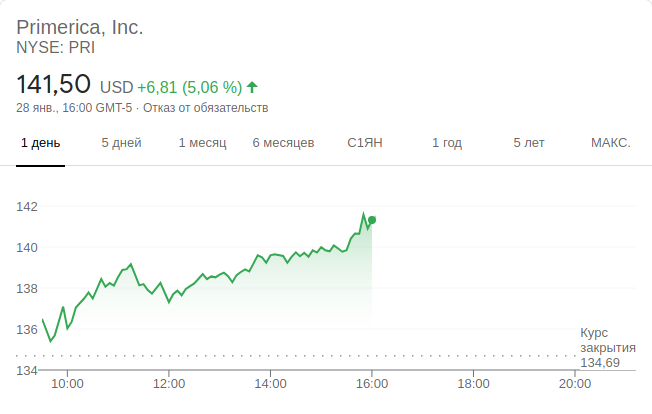 Primerica, Inc.
NYSE: PRI
141,50 USD +6,81 (5,06 %)
28 янв., 16:00 GMT-5 · Отказ от обязательств
1 день 5 дней 1 месяц 6 месяцев С1ЯН 1 год 5 лет МАКС.
142
140
138
136
134
Курс
закрытия
134,69
10:00 12:00 14:00 16:00 18:00 20:00